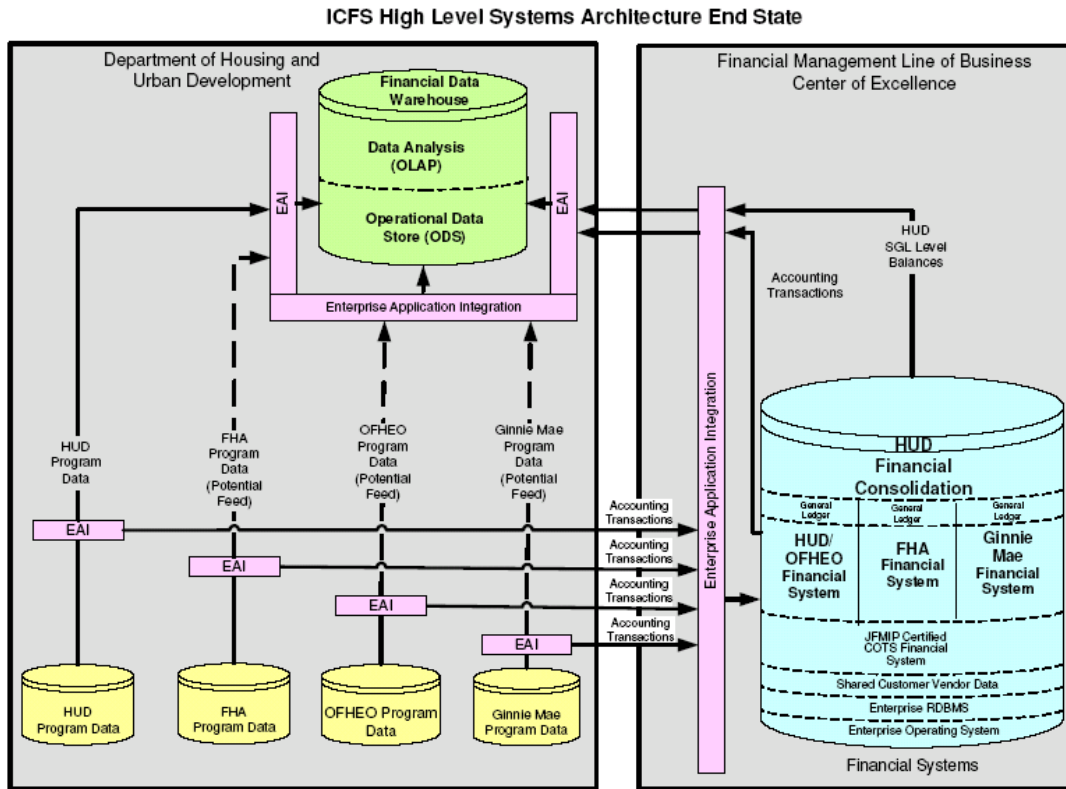 ICFS High Level Systems Architecture End State
Department of Housing and
Urban Development
Financial Data
Warehouse
Data Analysis
(OLAP)
Operational Data
Store (ODS)
EAI
EAI
Enterprise Application Integration
HUD
Program
Data
FHA
Program
Data
(Potential
Feed)
OFHEO
Program
Data
(Potential
Feed)
Ginnie Mae
Program
Data
(Potential
Feed)
EAI
EAI
EAI
EAI
Accounting
Transactions
Accounting
Transactions
Accounting
Transactions
Accounting
Transactions
HUD
Program Data
FHA
Program Data
OFHEO Program
Data
Ginnie Mae
Program Data
Financial Management Line of Business
Center of Excellence
Enterprise Application Integration
HUD
SGL Level
Balances
Accounting
Transactions
HUD
Financial
Consolidation
General
Ledger
General
Ledger
General
Ledger
HUD/
OFHEO
Financial
System
FHA
Financial
System
Ginnie
Mae
Financial
System
JFMIP Certified
COTS Financial
System
Shared Customer Vendor Data
Enterprise RDBMS
Enterprise Operating System
Financial Systems